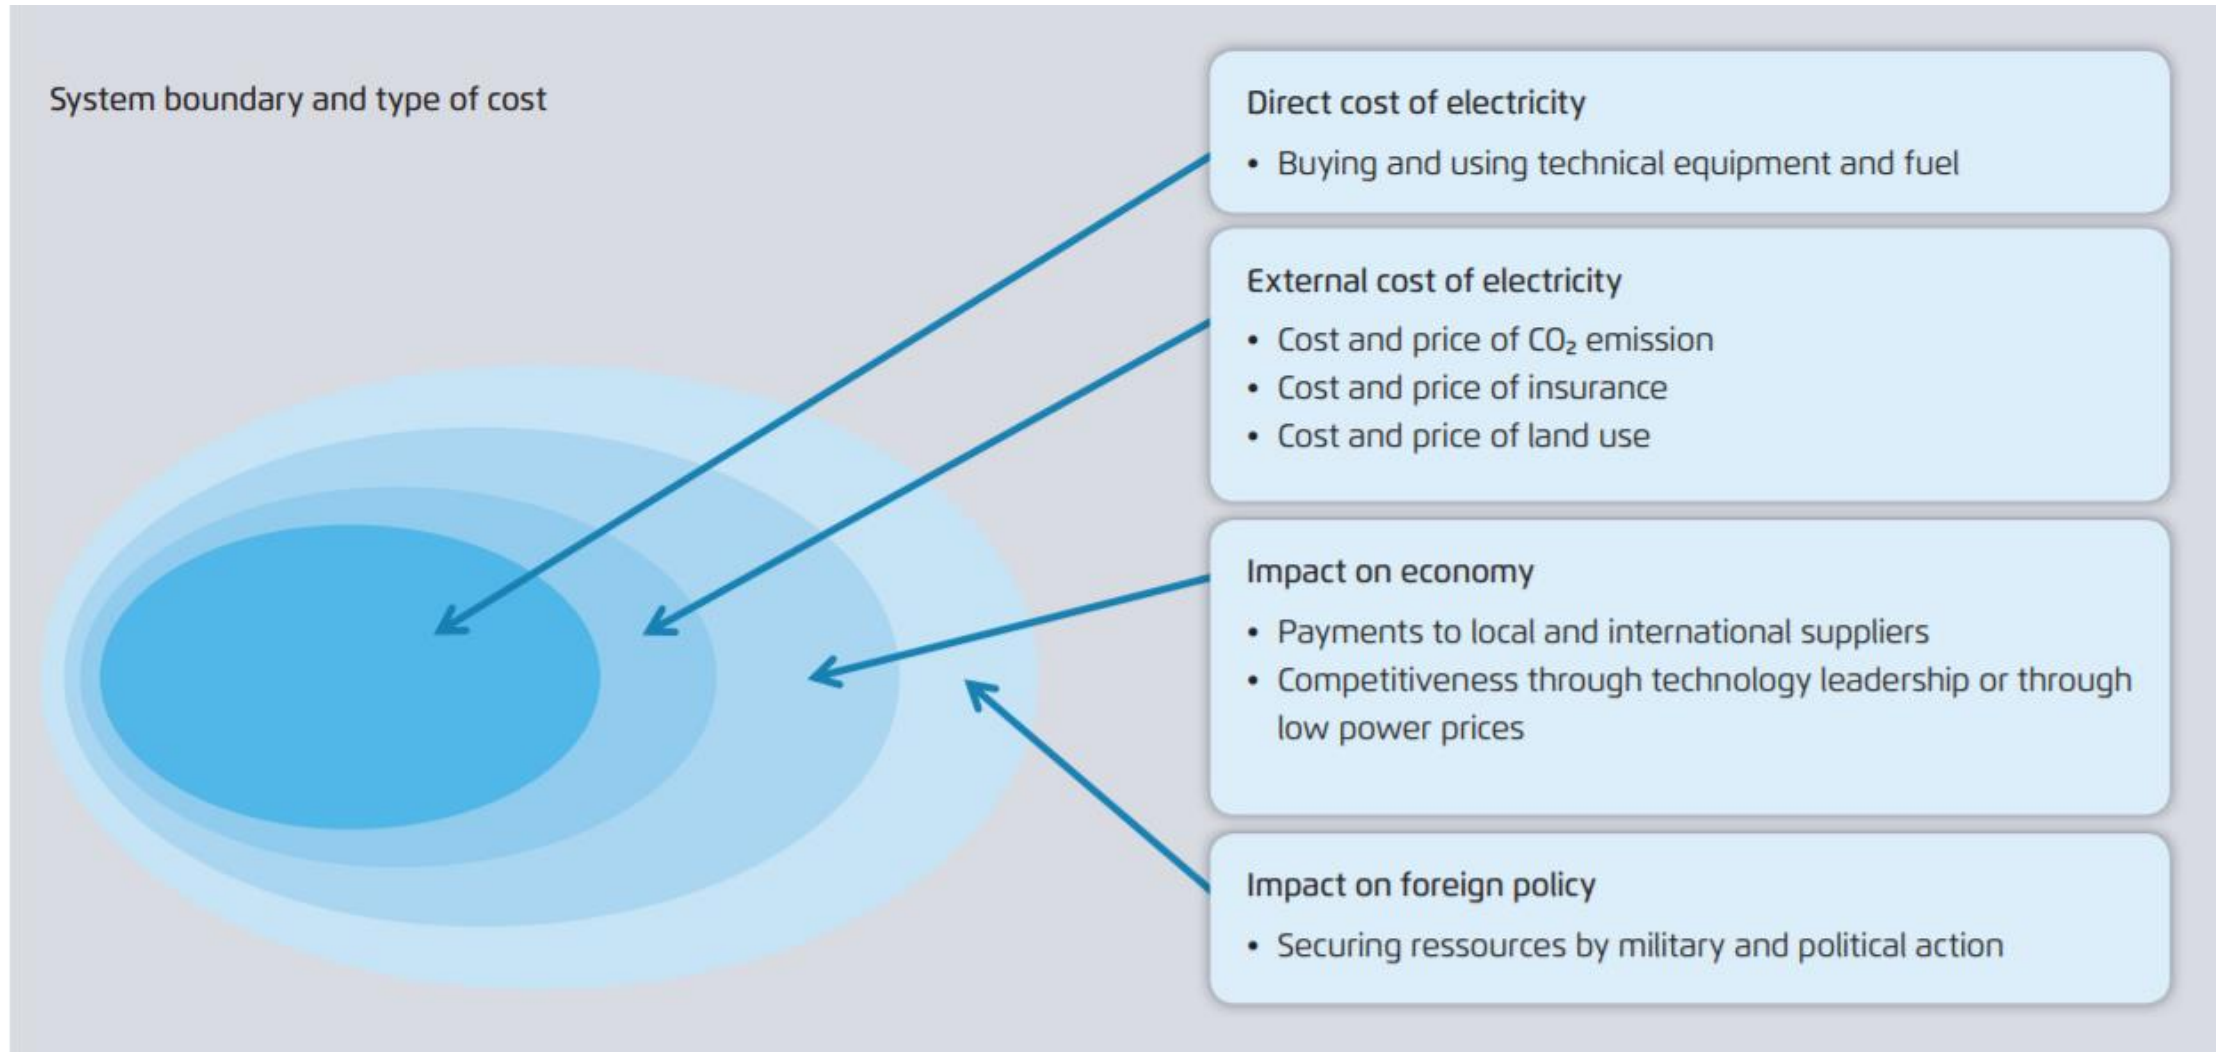 System boundary and type of cost
Direct cost of electricity
• Buying and using technical equipment and fuel
External cost of electricity
• Cost and price of CO₂ emission
• Cost and price of insurance
• Cost and price of land use
Impact on economy
• Payments to local and international suppliers
• Competitiveness through technology leadership or through
low power prices
Impact on foreign policy
• Securing ressources by military and political action